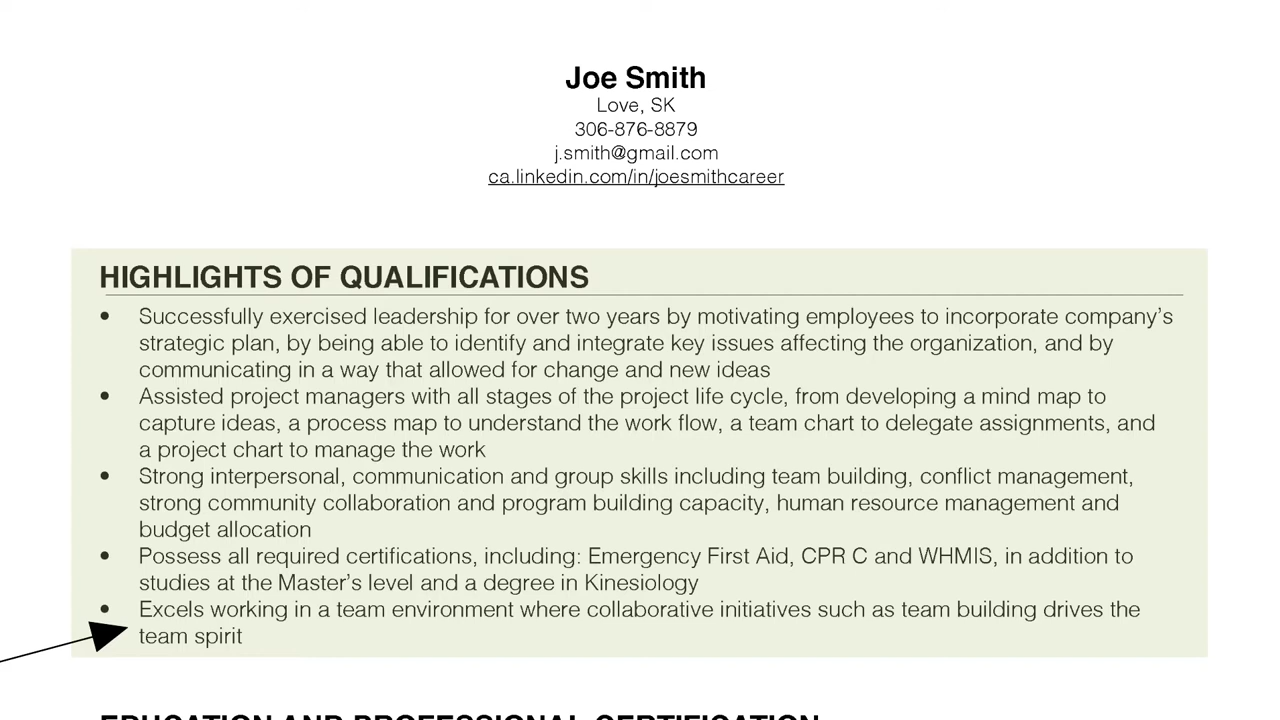 Joe Smith
Love, SK
306-876-8879
j.smith@gmail.com
ca.linkedin.com/in/joesmithcareer
HIGHLIGHTS OF QUALIFICATIONS
• Successfully exercised leadership for over two years by motivating employees to incorporate company's
strategic plan, by being able to identify and integrate key issues affecting the organization, and by
communicating in a way that allowed for change and new ideas
• Assisted project managers with all stages of the project life cycle, from developing a mind map to
capture ideas, a process map to understand the work flow, a team chart to delegate assignments, and
a project chart to manage the work
• Strong interpersonal, communication and group skills including team building, conflict management,
strong community collaboration and program building capacity, human resource management and
budget allocation
• Possess all required certifications, including: Emergency First Aid, CPR C and WHMIS, in addition to
studies at the Master's level and a degree in Kinesiology
• Excels working in a team environment where collaborative initiatives such as team building drives the
team spirit
EDUCATION AND PROFESSIONAL CERTIFICATION